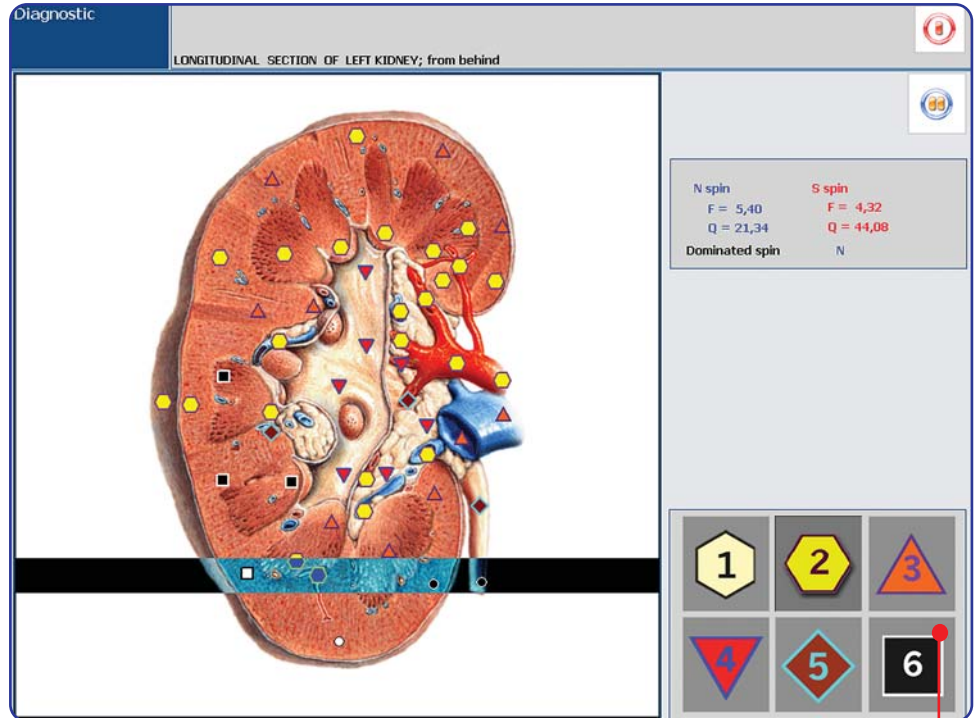 Diagnostic
LONGITUDINAL SECTION OF LEFT KIDNEY; from behind
N spin S spin
F = 5,40 F = 4,32
Q = 21,34 Q = 44,08
Dominated spin N
1 2 3
4 5 6